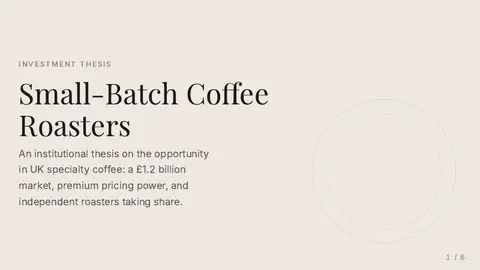 INVESTMENT THESIS
Small-Batch Coffee
Roasters
An institutional thesis on the opportunity
in UK specialty coffee: a £1.2 billion
market, premium pricing power, and
independent roasters taking share.
1 / 6